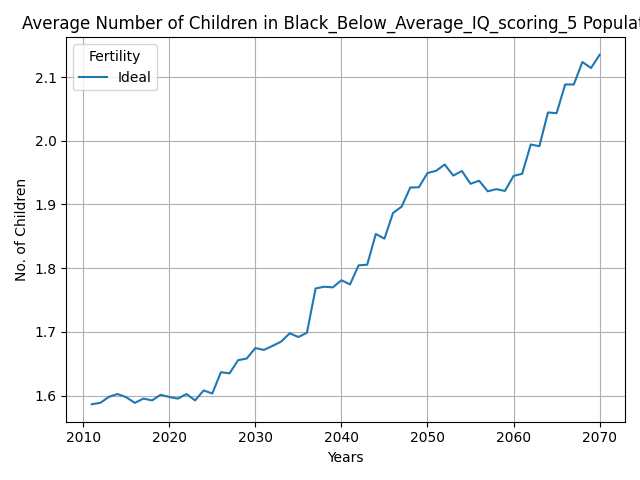 Average Number of Children in Black_Below_Average_IQ_scoring_5 Populat
Fertility
Ideal
2.1
2.0
1.9
1.8
1.7
1.6
No. of Children
2010 2020 2030 2040 2050 2060 2070
Years